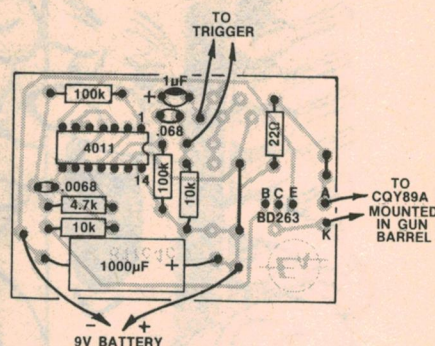 TO
TRIGGER
1µF
+
100k
1
.068
4011
14
100k
10k
22Ω
.0068
4.7k
10k
B C E
BD263
A
K
TO
CQY89A
MOUNTED
IN GUN
BARREL
1000µF +
- +
9V BATTERY